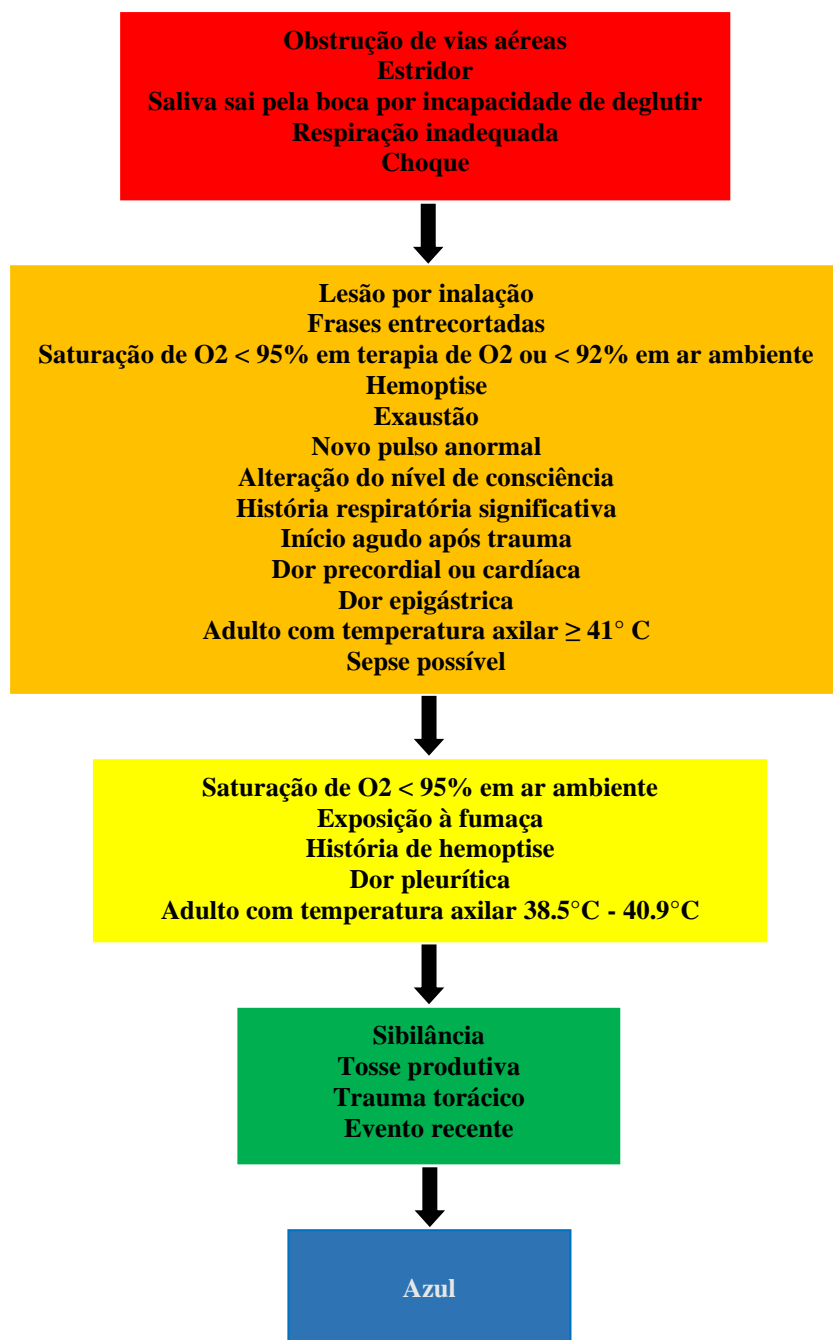 Obstrução de vias aéreas
Estridor
Saliva sai pela boca por incapacidade de deglutir
Respiração inadequada
Choque
Lesão por inalação
Frases entrecortadas
Saturação de O2 < 95% em terapia de O2 ou < 92% em ar ambiente
Hemoptise
Exaustão
Novo pulso anormal
Alteração do nível de consciência
História respiratória significativa
Início agudo após trauma
Dor precordial ou cardíaca
Dor epigástrica
Adulto com temperatura axilar ≥ 41° C
Sepse possível
Saturação de O2 < 95% em ar ambiente
Exposição à fumaça
História de hemoptise
Dor pleurítica
Adulto com temperatura axilar 38.5°C - 40.9°C
Sibilância
Tosse produtiva
Trauma torácico
Evento recente
Azul